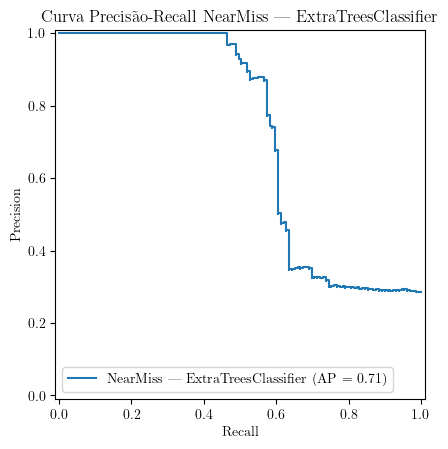 Curva Precisão-Recall NearMiss — ExtraTreesClassifier
1.0
0.8
0.6
0.4
0.2
0.0
Precision
NearMiss — ExtraTreesClassifier (AP = 0.71)
0.0 0.2 0.4 0.6 0.8 1.0
Recall